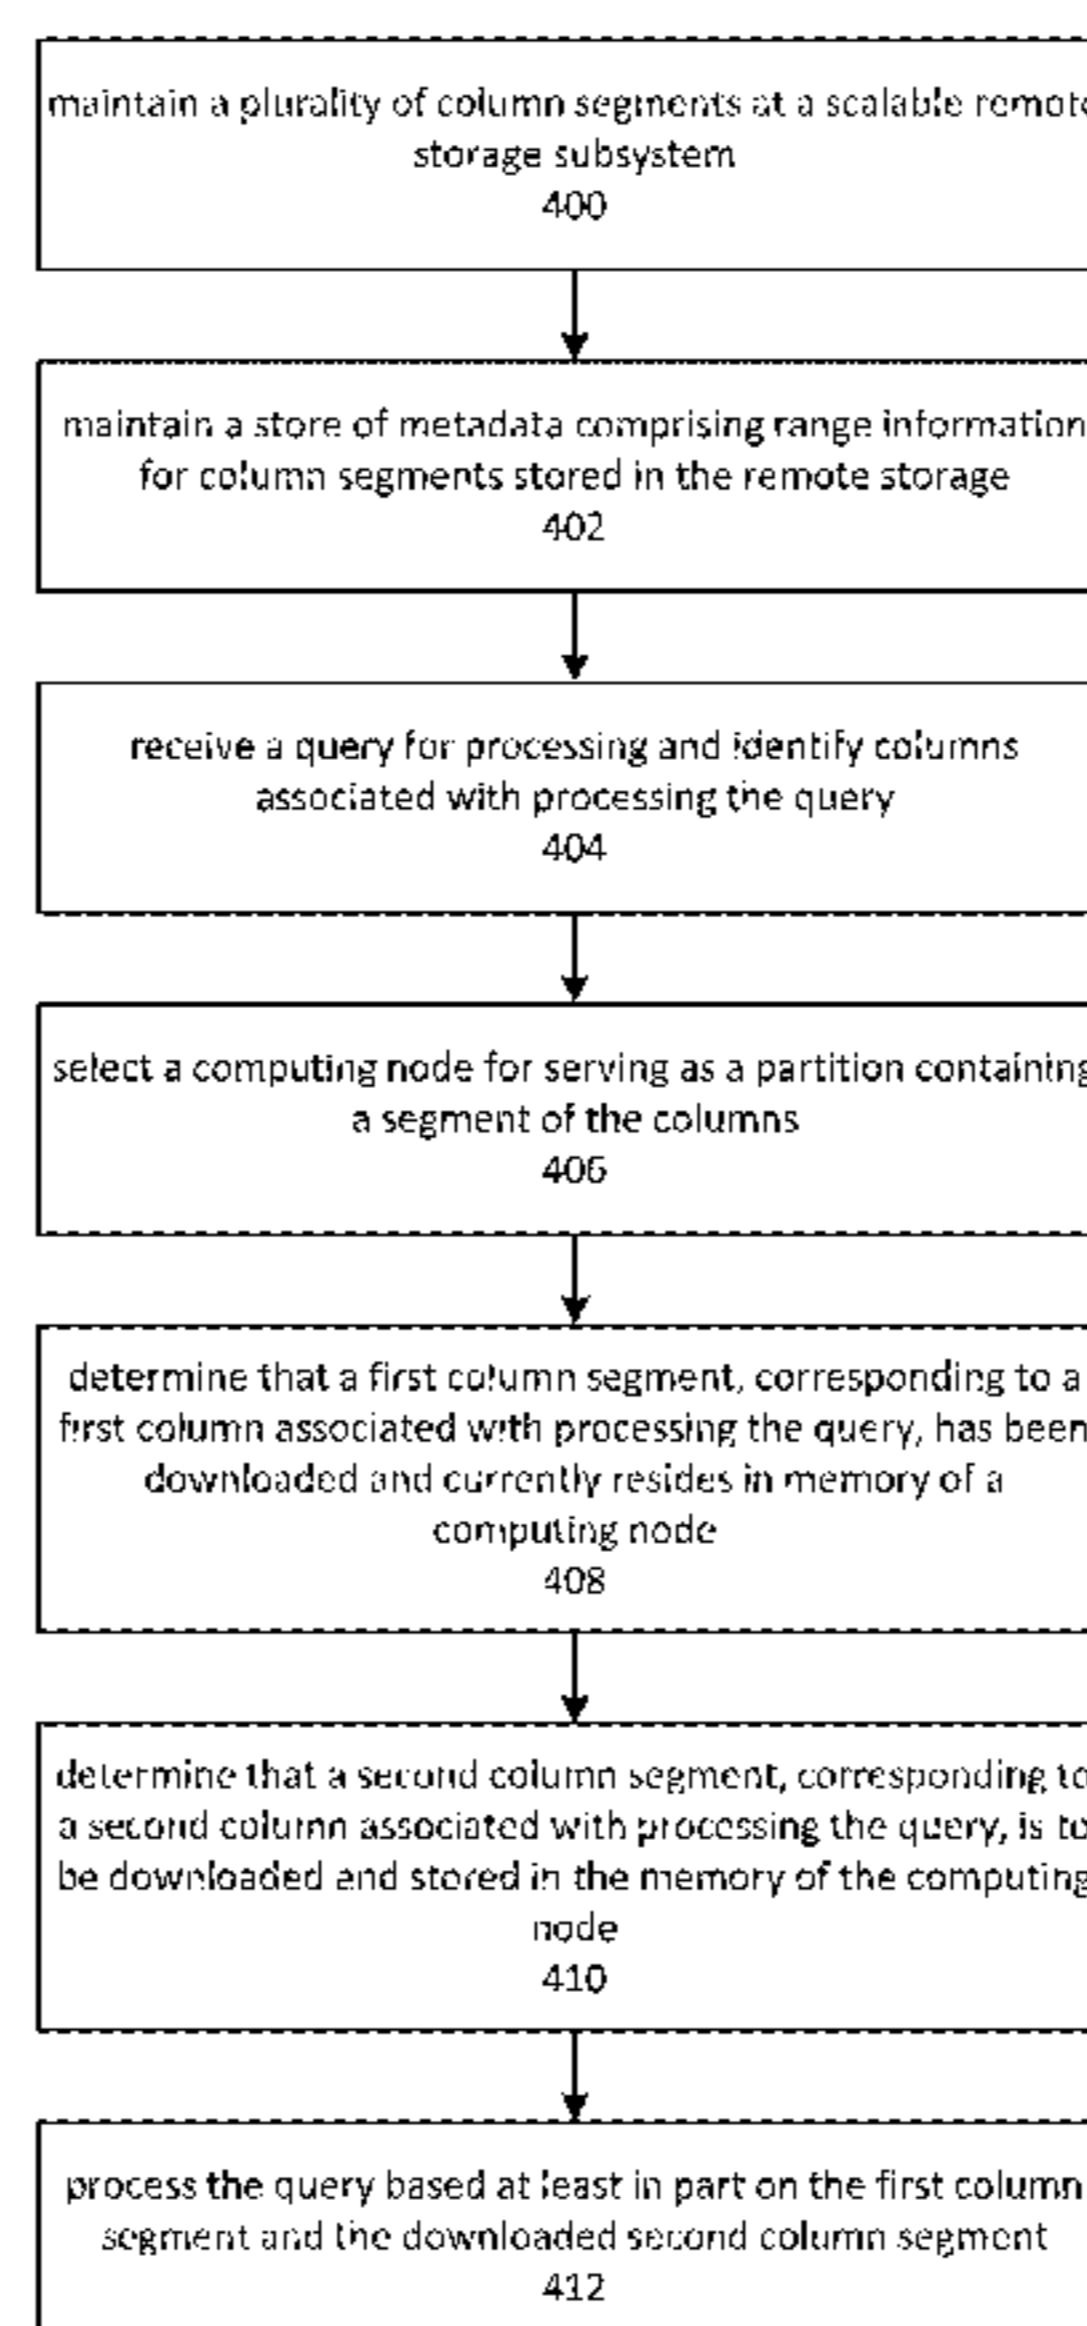 maintain a plurality of column segments at a scalable remote
storage subsystem
400
maintain a store of metadata comprising range information
for column segments stored in the remote storage
402
receive a query for processing and identify columns
associated with processing the query
404
select a computing node for serving as a partition containing
a segment of the columns
406
determine that a first column segment, corresponding to a
first column associated with processing the query, has been
downloaded and currently resides in memory of a
computing node
408
determine that a second column segment, corresponding to
a second column associated with processing the query, is to
be downloaded and stored in the memory of the computing
node
410
process the query based at least in part on the first column
segment and the downloaded second column segment
412